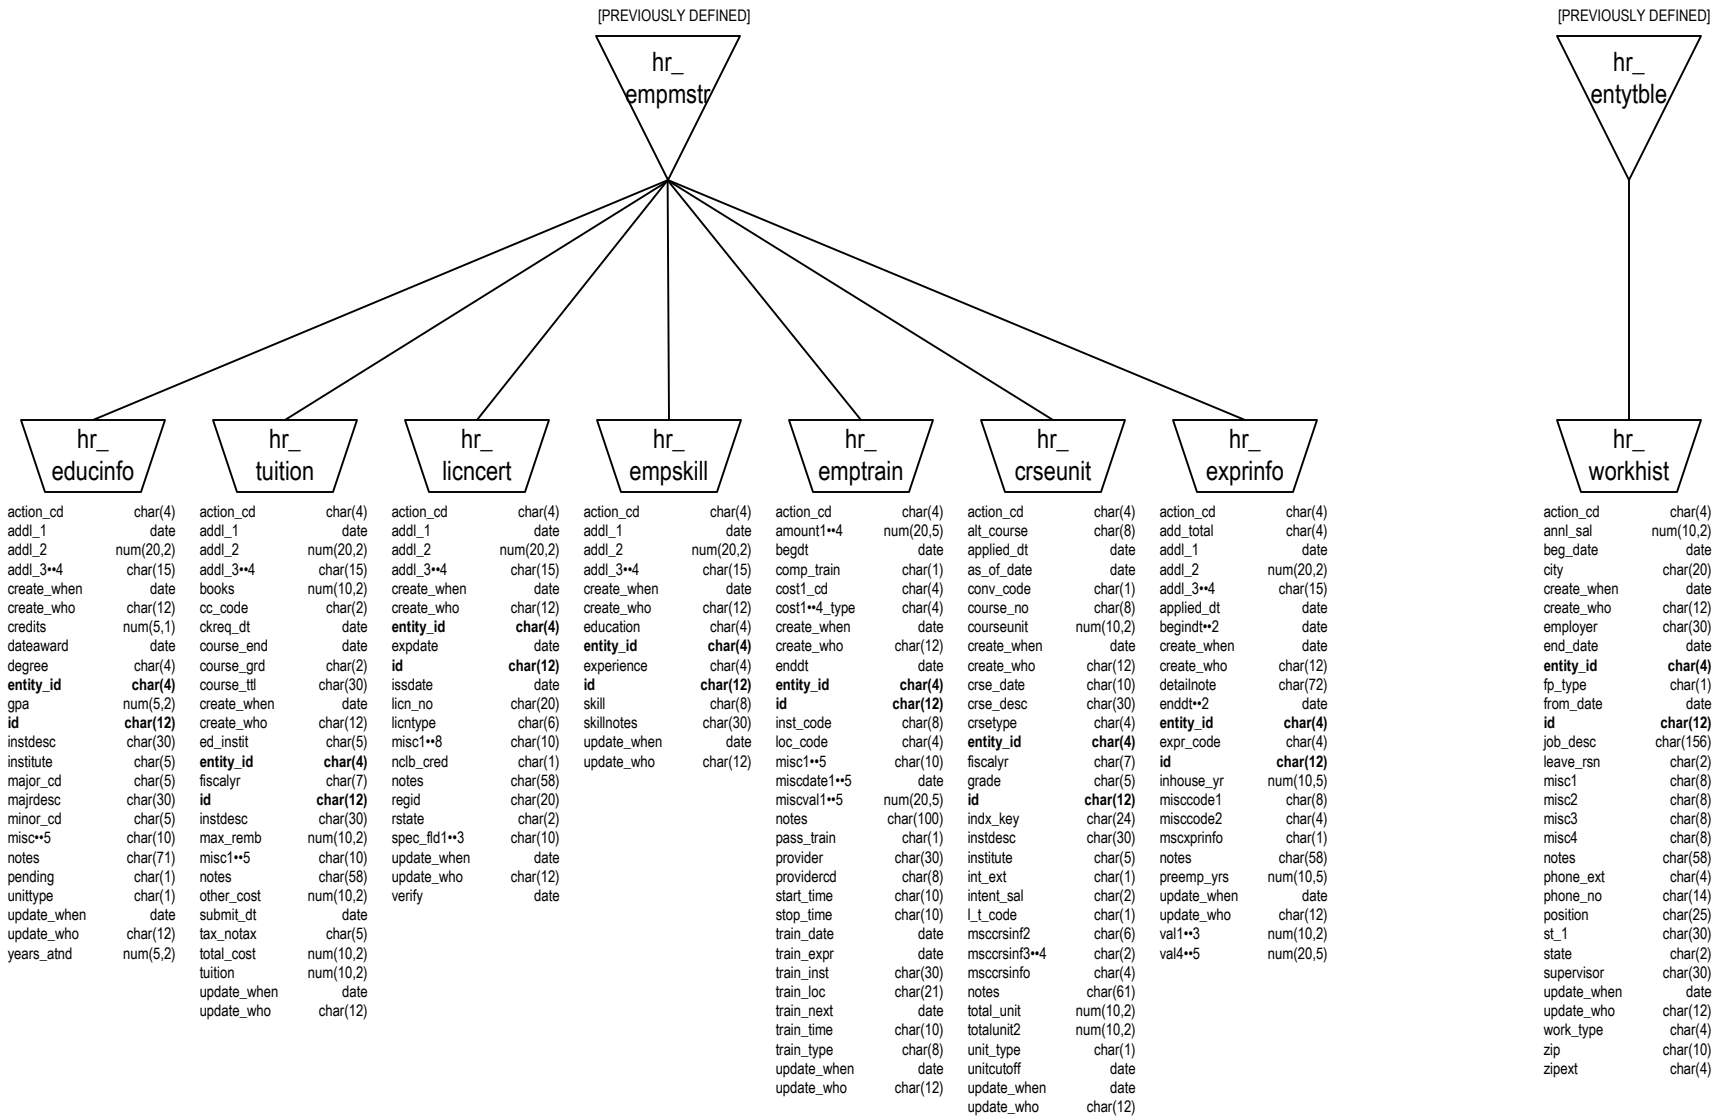 [PREVIOUSLY DEFINED]
hr_
empmstr
[PREVIOUSLY DEFINED]
hr_
entytble
hr_
educinfo
action_cd char(4)
addl_1 date
addl_2 num(20,2)
addl_3••4 char(15)
create_when date
create_who char(12)
credits num(5,1)
dateaward date
degree char(4)
entity_id char(4)
gpa num(5,2)
id char(12)
instdesc char(30)
institute char(5)
major_cd char(5)
majrdesc char(30)
minor_cd char(5)
misc••5 char(10)
notes char(71)
pending char(1)
unittype char(1)
update_when date
update_who char(12)
years_atnd num(5,2)
hr_
tuition
action_cd char(4)
addl_1 date
addl_2 num(20,2)
addl_3••4 char(15)
books num(10,2)
cc_code char(2)
ckreq_dt date
course_end date
course_grd char(2)
course_ttl char(30)
create_when date
create_who char(12)
ed_instit char(5)
entity_id char(4)
fiscalyr char(7)
id char(12)
instdesc char(30)
max_remb num(10,2)
misc1••5 char(10)
notes char(58)
other_cost num(10,2)
submit_dt date
tax_notax char(5)
total_cost num(10,2)
tuition num(10,2)
update_when date
update_who char(12)
hr_
licncert
action_cd char(4)
addl_1 date
addl_2 num(20,2)
addl_3••4 char(15)
create_when date
create_who char(12)
entity_id char(4)
expdate date
id char(12)
issdate date
licn_no char(20)
licntype char(6)
misc1••8 char(10)
nclb_cred char(1)
notes char(58)
regid char(20)
rstate char(2)
spec_fld1••3 char(10)
update_when date
update_who char(12)
verify date
hr_
empskill
action_cd char(4)
addl_1 date
addl_2 num(20,2)
addl_3••4 char(15)
create_when date
create_who char(12)
education char(4)
entity_id char(4)
experience char(4)
id char(12)
skill char(8)
skillnotes char(30)
update_when date
update_who char(12)
hr_
emptrain
action_cd char(4)
amount1••4 num(20,5)
begdt date
comp_train char(1)
cost1_cd char(4)
cost1••4_type char(4)
create_when date
create_who char(12)
enddt date
entity_id char(4)
id char(12)
inst_code char(8)
loc_code char(4)
misc1••5 char(10)
miscdate1••5 date
miscval1••5 num(20,5)
notes char(100)
pass_train char(1)
provider char(30)
providercd char(8)
start_time char(10)
stop_time char(10)
train_date date
train_expr date
train_inst char(30)
train_loc char(21)
train_next date
train_time char(10)
train_type char(8)
update_when date
update_who char(12)
hr_
crseunit
action_cd char(4)
alt_course char(8)
applied_dt date
as_of_date date
conv_code char(1)
course_no char(8)
courseunit num(10,2)
create_when date
create_who char(12)
crse_date char(10)
crse_desc char(30)
crsetype char(4)
entity_id char(4)
fiscalyr char(7)
grade char(5)
id char(12)
indx_key char(24)
instdesc char(30)
institute char(5)
int_ext char(1)
intent_sal char(2)
l_t_code char(1)
msccrsinf2 char(6)
msccrsinf3••4 char(2)
msccrsinfo char(4)
notes char(61)
total_unit num(10,2)
totalunit2 num(10,2)
unit_type char(1)
unitcutoff date
update_when date
update_who char(12)
hr_
exprinfo
action_cd char(4)
add_total char(4)
addl_1 date
addl_2 num(20,2)
addl_3••4 char(15)
applied_dt date
begindt••2 date
create_when date
create_who char(12)
detailnote char(72)
enddt••2 date
entity_id char(4)
expr_code char(4)
id char(12)
inhouse_yr num(10,5)
misccode1 char(8)
misccode2 char(4)
mscxprinfo char(1)
notes char(58)
preemp_yrs num(10,5)
update_when date
update_who char(12)
val1••3 num(10,2)
val4••5 num(20,5)
hr_
workhist
action_cd char(4)
annl_sal num(10,2)
beg_date date
city char(20)
create_when date
create_who char(12)
employer char(30)
end_date date
entity_id char(4)
fp_type char(1)
from_date date
id char(12)
job_desc char(156)
leave_rsn char(2)
misc1 char(8)
misc2 char(8)
misc3 char(8)
misc4 char(8)
notes char(58)
phone_ext char(4)
phone_no char(14)
position char(25)
st_1 char(30)
state char(2)
supervisor char(30)
update_when date
update_who char(12)
work_type char(4)
zip char(10)
zipext char(4)